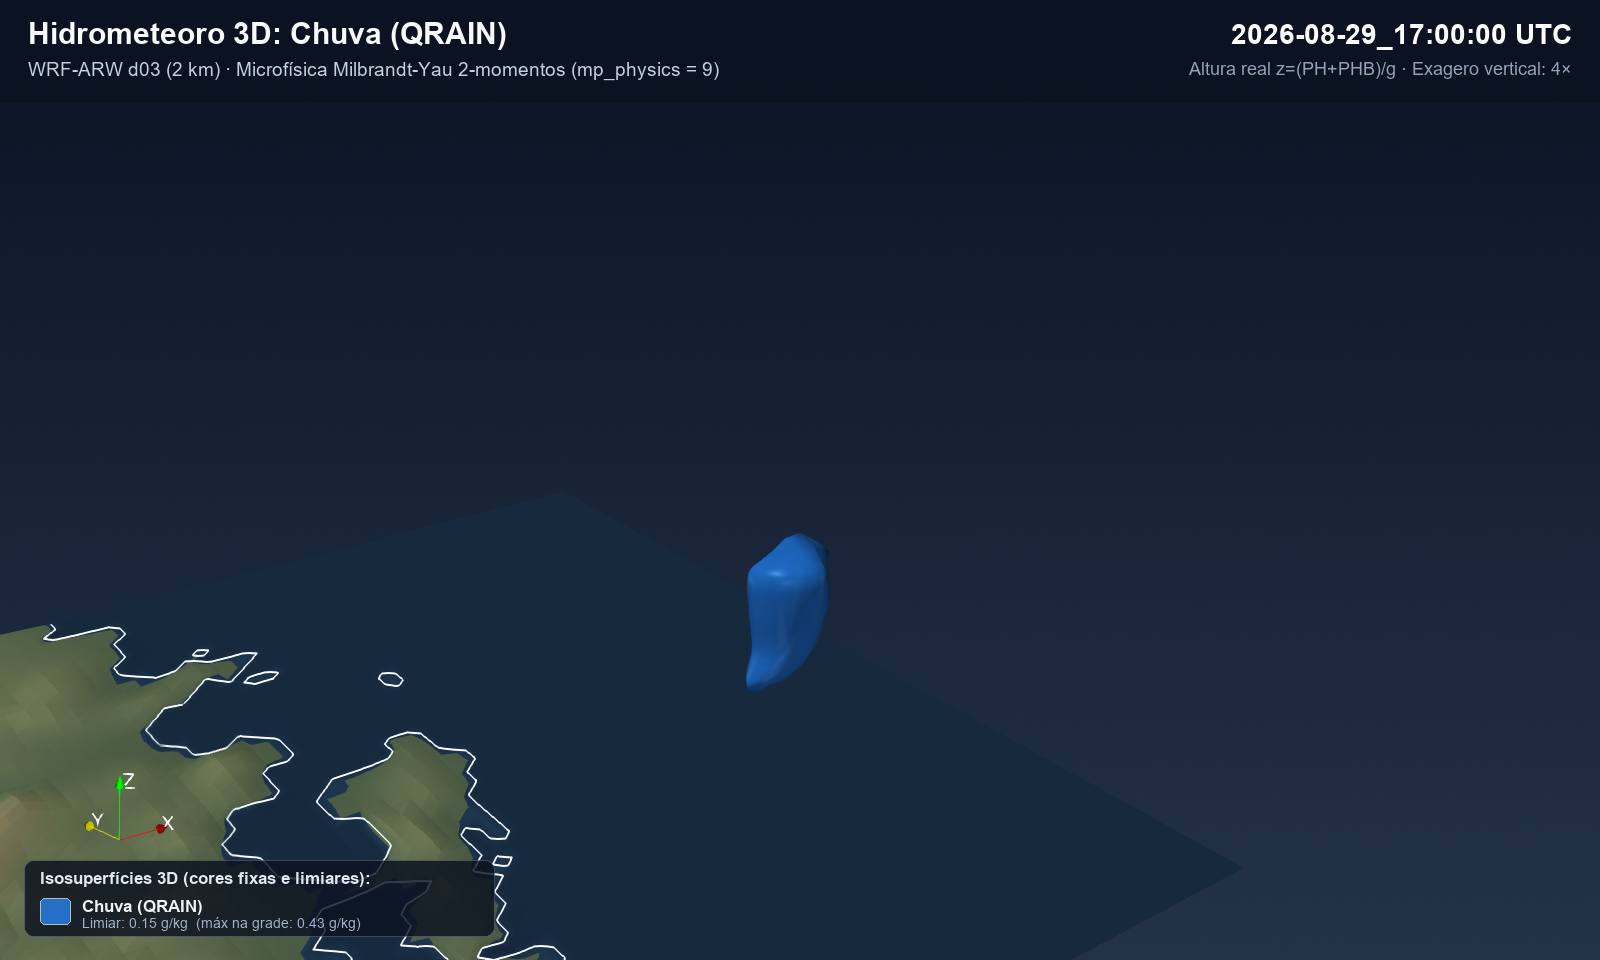 Hidrometeoro 3D: Chuva (QRAIN)
2026-08-29_17:00:00 UTC
WRF-ARW d03 (2 km) · Microfísica Milbrandt-Yau 2-momentos (mp_physics = 9)
Altura real z=(PH+PHB)/g · Exagero vertical: 4×
Z
Y
X
Isosuperfícies 3D (cores fixas e limiares):
Chuva (QRAIN)
Limiar: 0.15 g/kg (máx na grade: 0.43 g/kg)